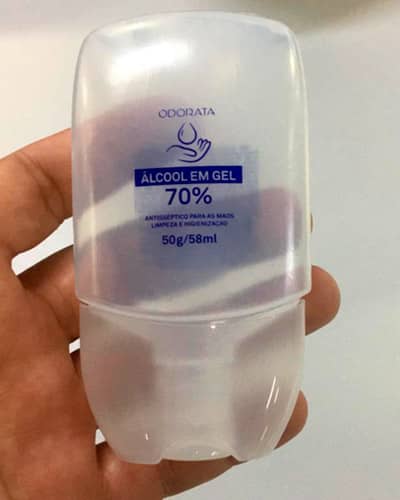 ODORATA
ÁLCOOL EM GEL
70%
ANTISSÉPTICO PARA AS MÃOS
LIMPEZA E HIGIENIZAÇÃO
50g/58ml